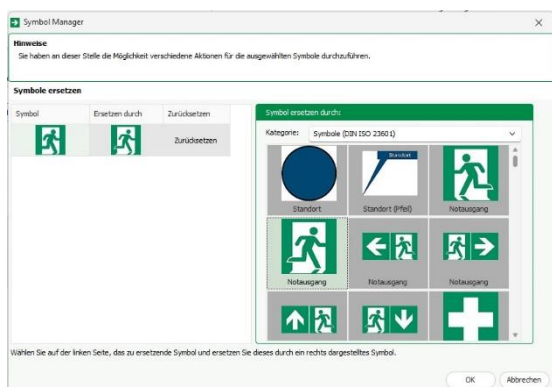 Symbol Manager
Hinweise
Sie haben an dieser Stelle die Möglichkeit verschiedene Aktionen für die ausgewählten Symbole durchzuführen.
Symbole ersetzen
Symbol Ersetzen durch Zurücksetzen
Zurücksetzen
Symbol ersetzen durch:
Kategorie: Symbole (DIN ISO 23601)
Standort
Standort Standort (Pfeil) Notausgang
Notausgang Notausgang Notausgang
Wählen Sie auf der linken Seite, das zu ersetzende Symbol und ersetzen Sie dieses durch ein rechts dargestelltes Symbol.
OK Abbrechen